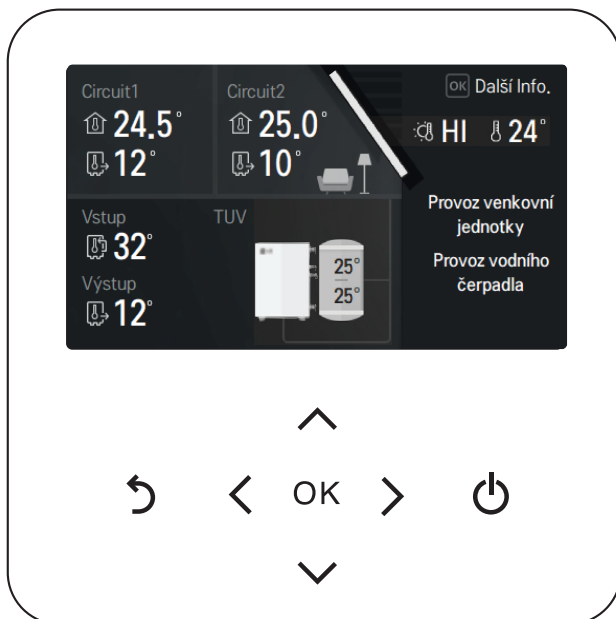 Circuit1
24.5°
12°
Circuit2
25.0°
10°
OK Další Info.
HI 24°
Vstup
32°
Výstup
12°
TUV
LG
25°
25°
Provoz venkovní
jednotky
Provoz vodního
čerpadla
OK